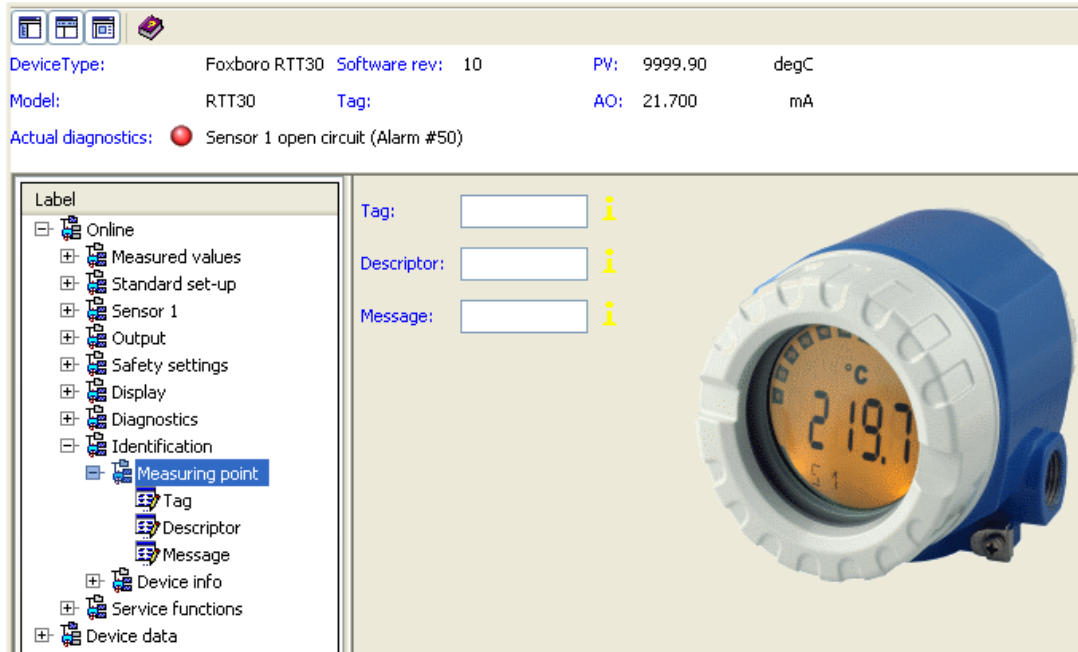 DeviceType: Foxboro RTT30 Software rev: 10 PV: 9999.90 degC
Model: RTT30 Tag: AO: 21.700 mA
Actual diagnostics: Sensor 1 open circuit (Alarm #50)
Label
Online
Measured values
Standard set-up
Sensor 1
Output
Safety settings
Display
Diagnostics
Identification
Measuring point
Tag
Descriptor
Message
Device info
Service functions
Device data
Tag:
Descriptor:
Message:
°C
219.7
S1